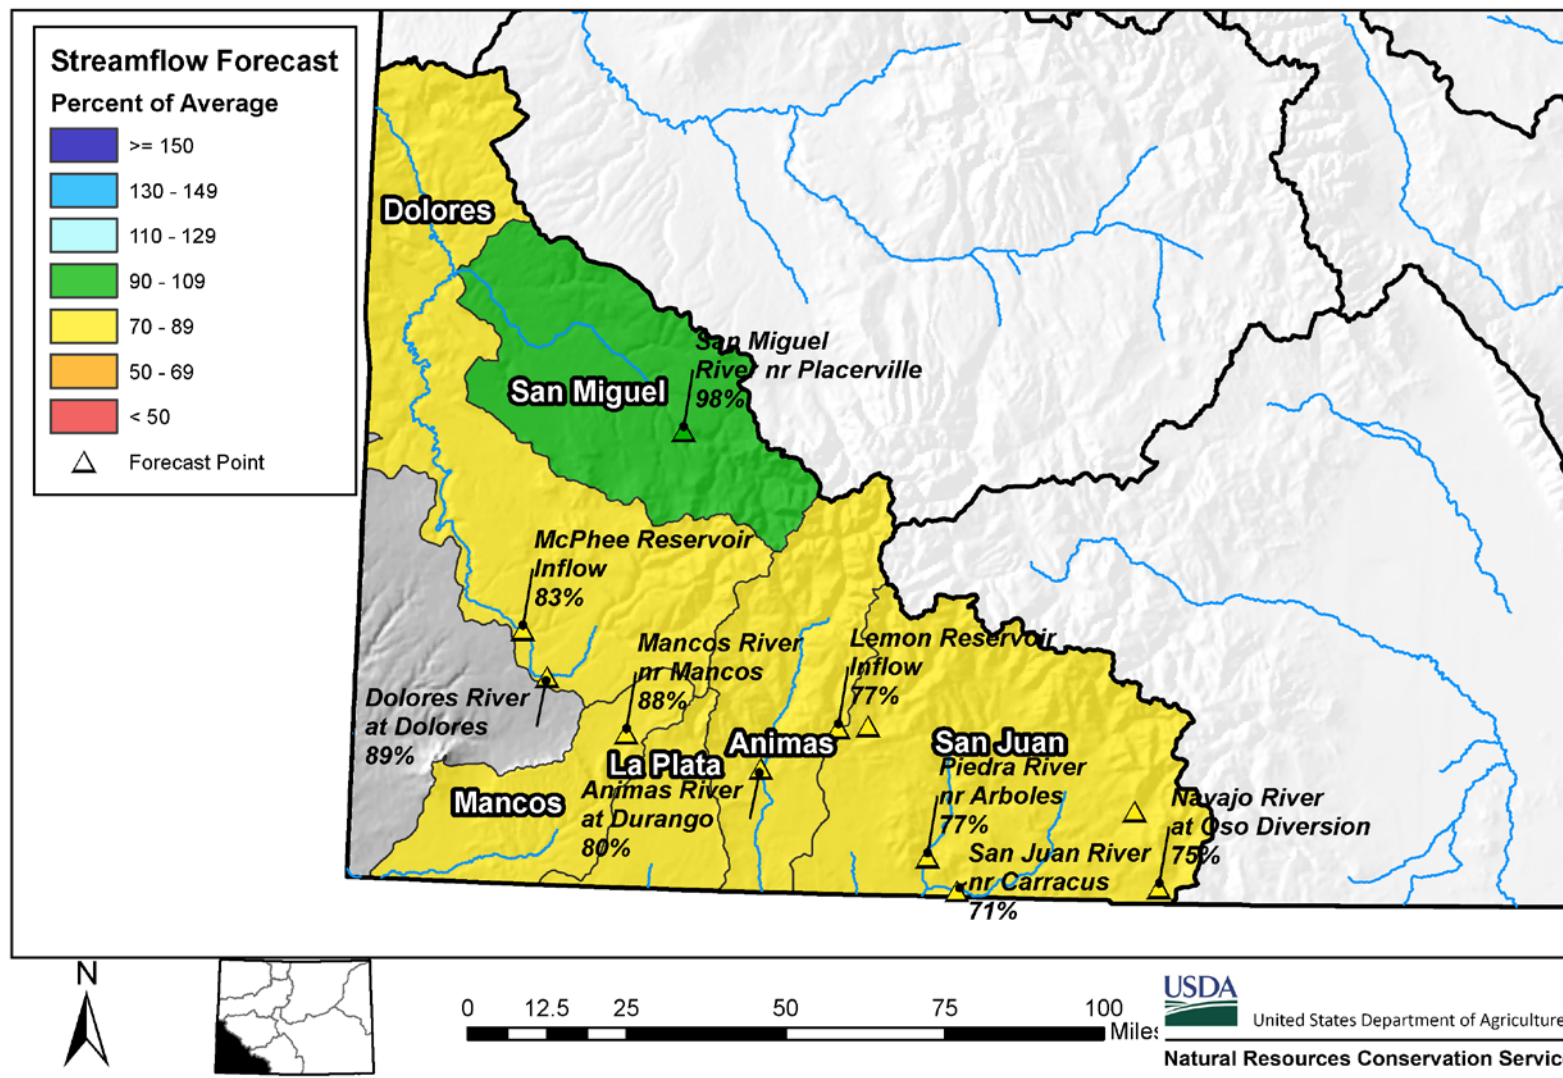 Streamflow Forecast
Percent of Average
>= 150
130 - 149
110 - 129
90 - 109
70 - 89
50 - 69
< 50
Forecast Point
Dolores
San Miguel
River nr Placerville
98%
San Miguel
McPhee Reservoir
Inflow
83%
Mancos River
nr Mancos
88%
Lemon Reservoir
Inflow
77%
Dolores River
at Dolores
89%
Animas
San Juan
La Plata
Mancos
Animas River
at Durango
80%
Piedra River
nr Arboles
77%
Navajo River
at Oso Diversion
75%
San Juan River
nr Carracus
71%
N
0 12.5 25 50 75 100
Miles
USDA
United States Department of Agriculture
Natural Resources Conservation Servic